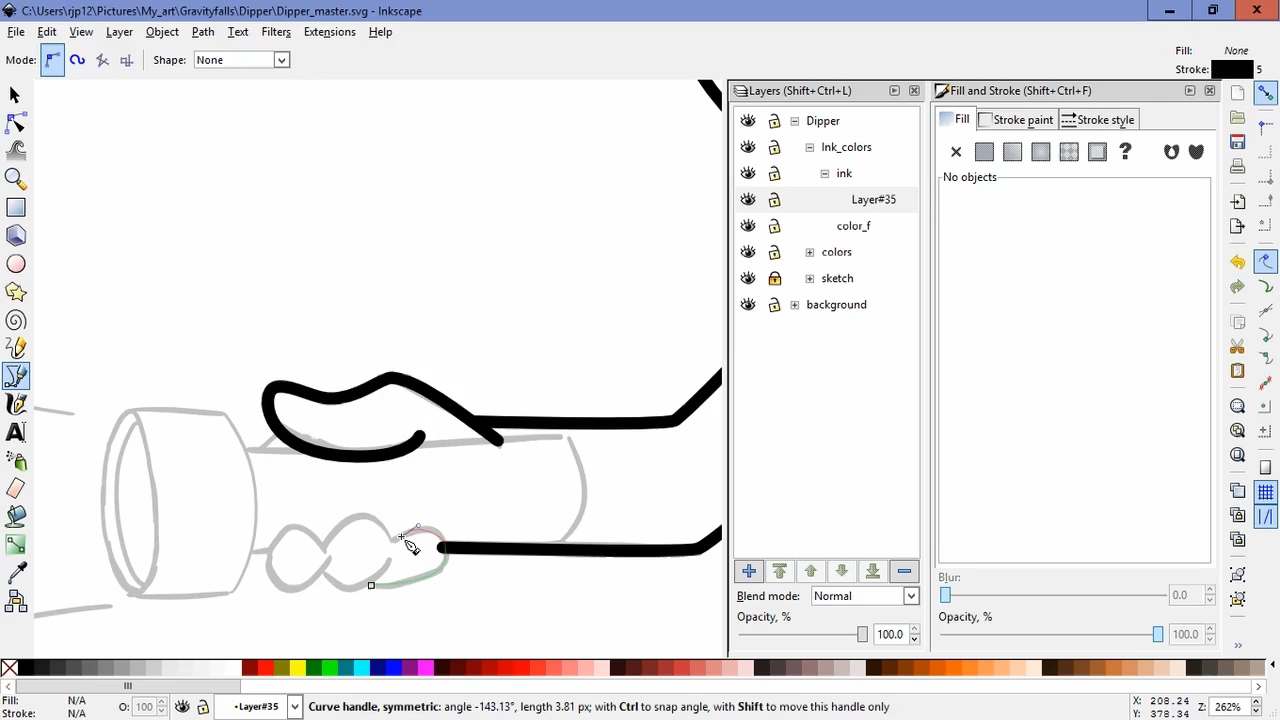 C:\Users\rjp12\Pictures\My_art\Gravityfalls\Dipper\Dipper_master.svg - Inkscape
File Edit View Layer Object Path Text Filters Extensions Help
Mode: Shape: None
Fill: None
Stroke: 5
Layers (Shift+Ctrl+L)
Fill and Stroke (Shift+Ctrl+F)
Dipper
Ink_colors
ink
Layer#35
color_f
colors
sketch
background
Fill Stroke paint Stroke style
?
No objects
Blend mode: Normal
Opacity, % 100.0
Blur: 0.0
Opacity, % 100.0
Fill: N/A
Stroke: N/A
O: 100
•Layer#35
Curve handle, symmetric: angle -143.13°, length 3.81 px; with Ctrl to snap angle, with Shift to move this handle only
X: 208.24
Y: 378.34
Z: 262%